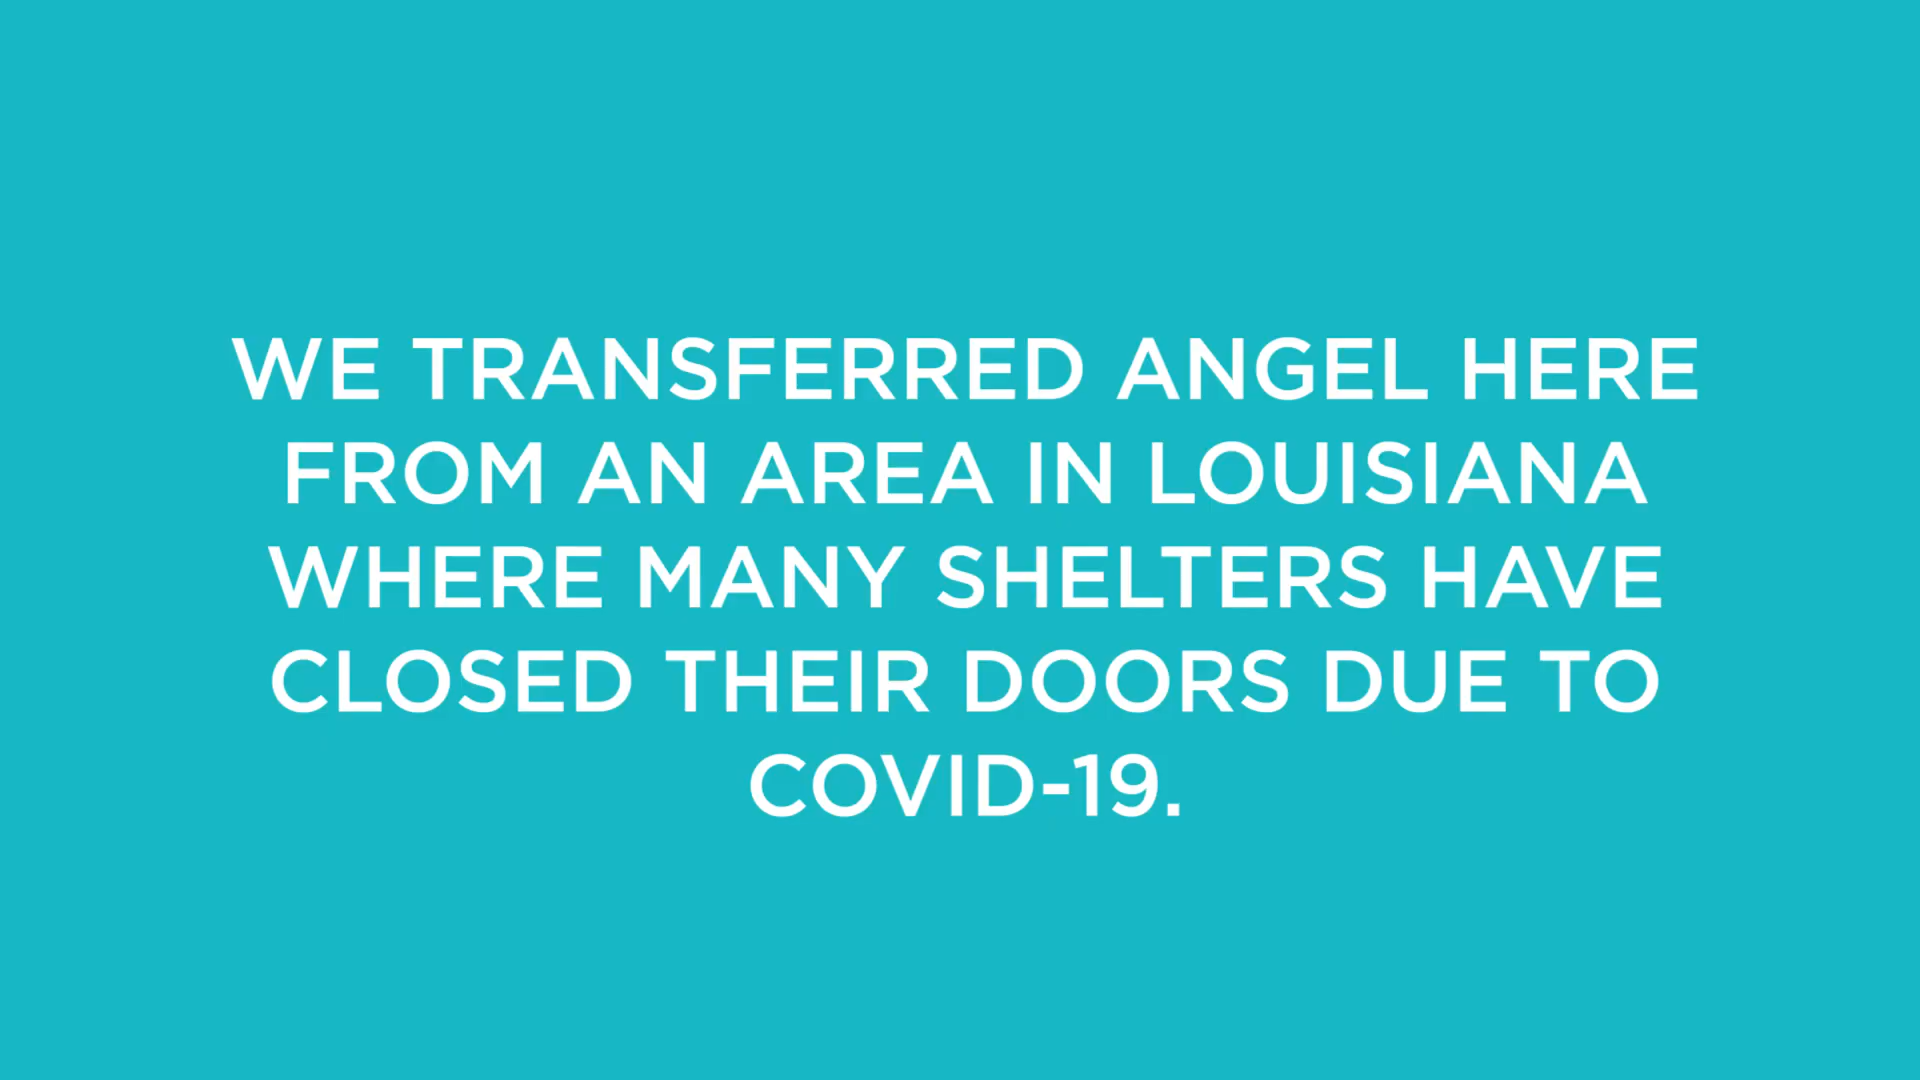 WE TRANSFERRED ANGEL HERE
FROM AN AREA IN LOUISIANA
WHERE MANY SHELTERS HAVE
CLOSED THEIR DOORS DUE TO
COVID-19.